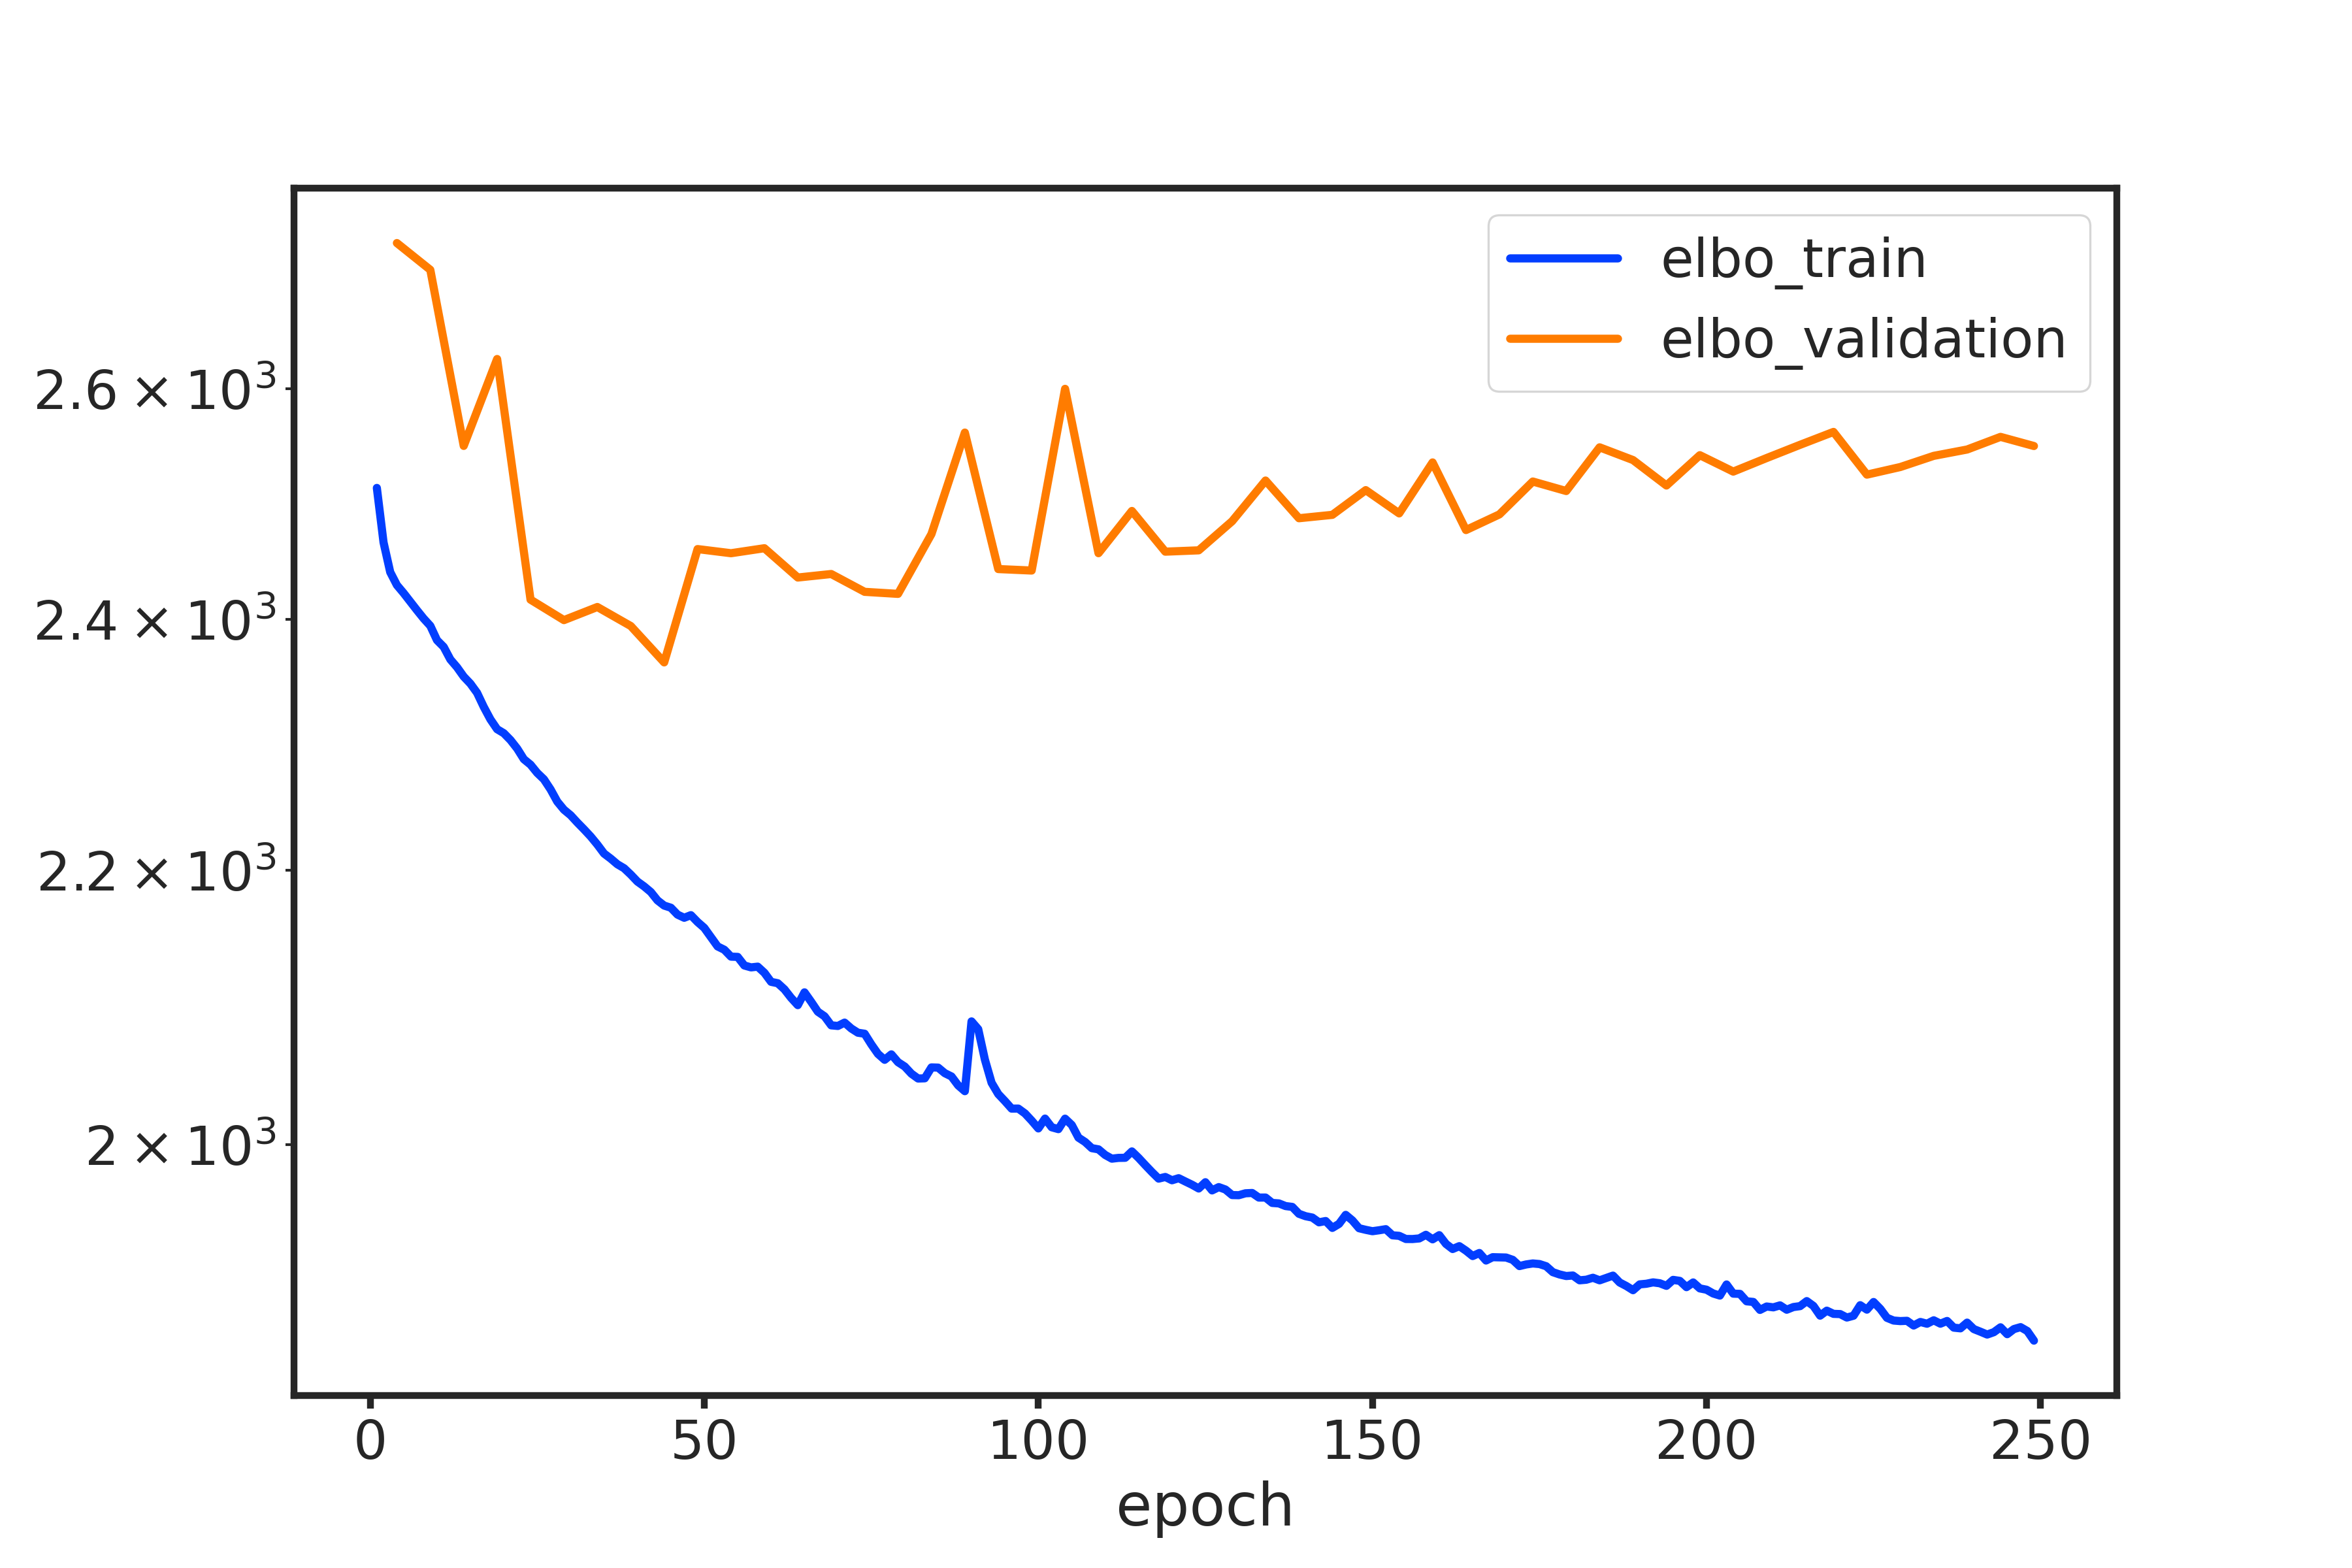 elbo_train
elbo_validation
2.6 × 10³
2.4 × 10³
2.2 × 10³
2 × 10³
0 50 100 150 200 250
epoch